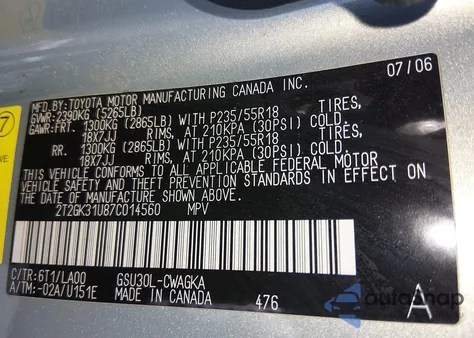 MFD.BY:TOYOTA MOTOR MANUFACTURING CANADA INC. 07/06
GVWR: 2390KG (5265LB)
GAWR:FRT. 1300KG (2865LB) WITH P235/55R18 TIRES,
18X7JJ RIMS, AT 210KPA (30PSI) COLD.
RR. 1300KG (2865LB) WITH P235/55R18 TIRES,
18X7JJ RIMS, AT 210KPA (30PSI) COLD.
THIS VEHICLE CONFORMS TO ALL APPLICABLE FEDERAL MOTOR
VEHICLE SAFETY AND BUMPER STANDARDS IN EFFECT ON
THE DATE OF MANUFACTURE SHOWN ABOVE.
2T2GK31U87C014560 MPV
C/TR:6T1/LA00 GSU30L-CWAGKA
A/TM:-02A/U151E MADE IN CANADA 476 A
7
autosnap